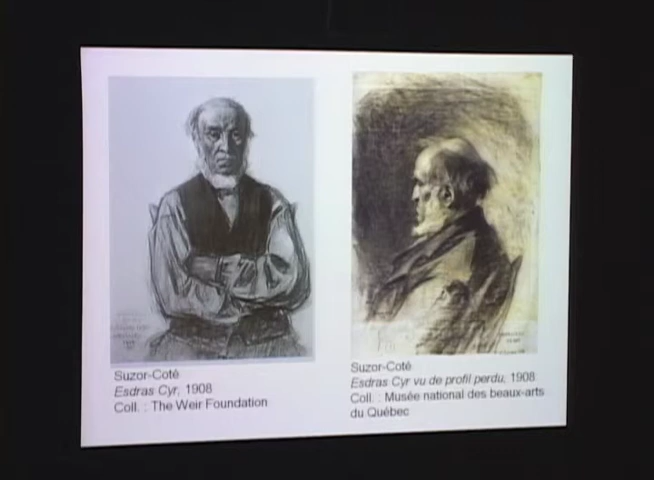 Suzor-Coté
Esdras Cyr, 1908
Coll. : The Weir Foundation
Suzor-Coté
Esdras Cyr vu de profil perdu, 1908
Coll. : Musée national des beaux-arts
du Québec